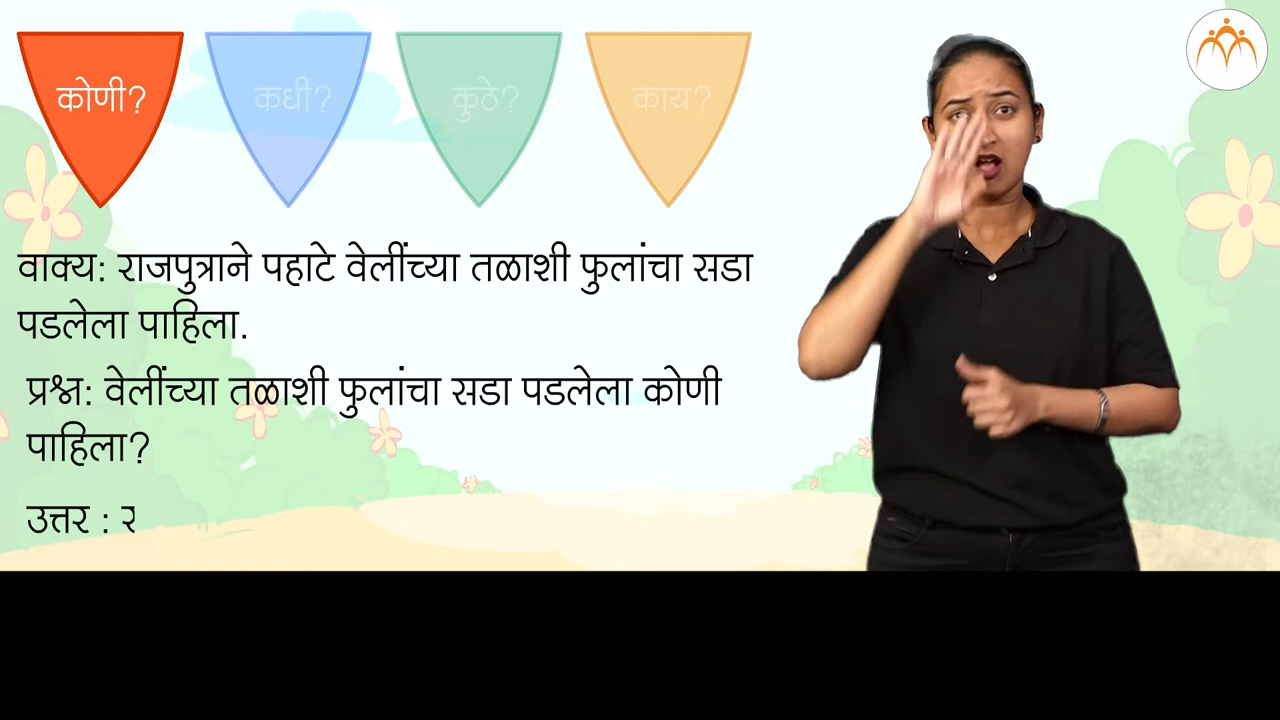 कोणी?
कधी?
कुठे?
काय?
वाक्य: राजपुत्राने पहाटे वेलींच्या तळाशी फुलांचा सडा
पडलेला पाहिला.
प्रश्न: वेलींच्या तळाशी फुलांचा सडा पडलेला कोणी
पाहिला?
उत्तर : र